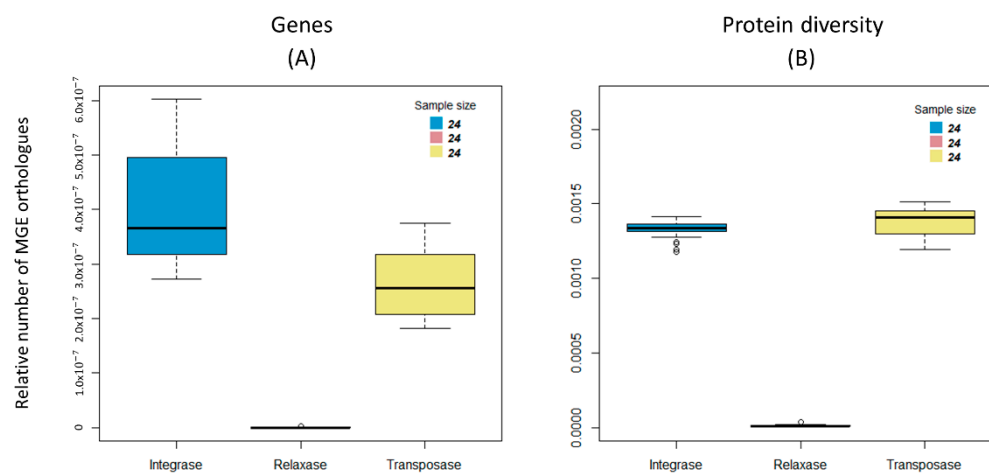 Genes
(A)
Relative number of MGE orthologues
6.0x10⁻⁷
5.0x10⁻⁷
4.0x10⁻⁷
3.0x10⁻⁷
2.0x10⁻⁷
1.0x10⁻⁷
0
Sample size
24
24
24
Integrase Relaxase Transposase
Protein diversity
(B)
0.0020
0.0015
0.0010
0.0005
0.0000
Sample size
24
24
24
Integrase Relaxase Transposase